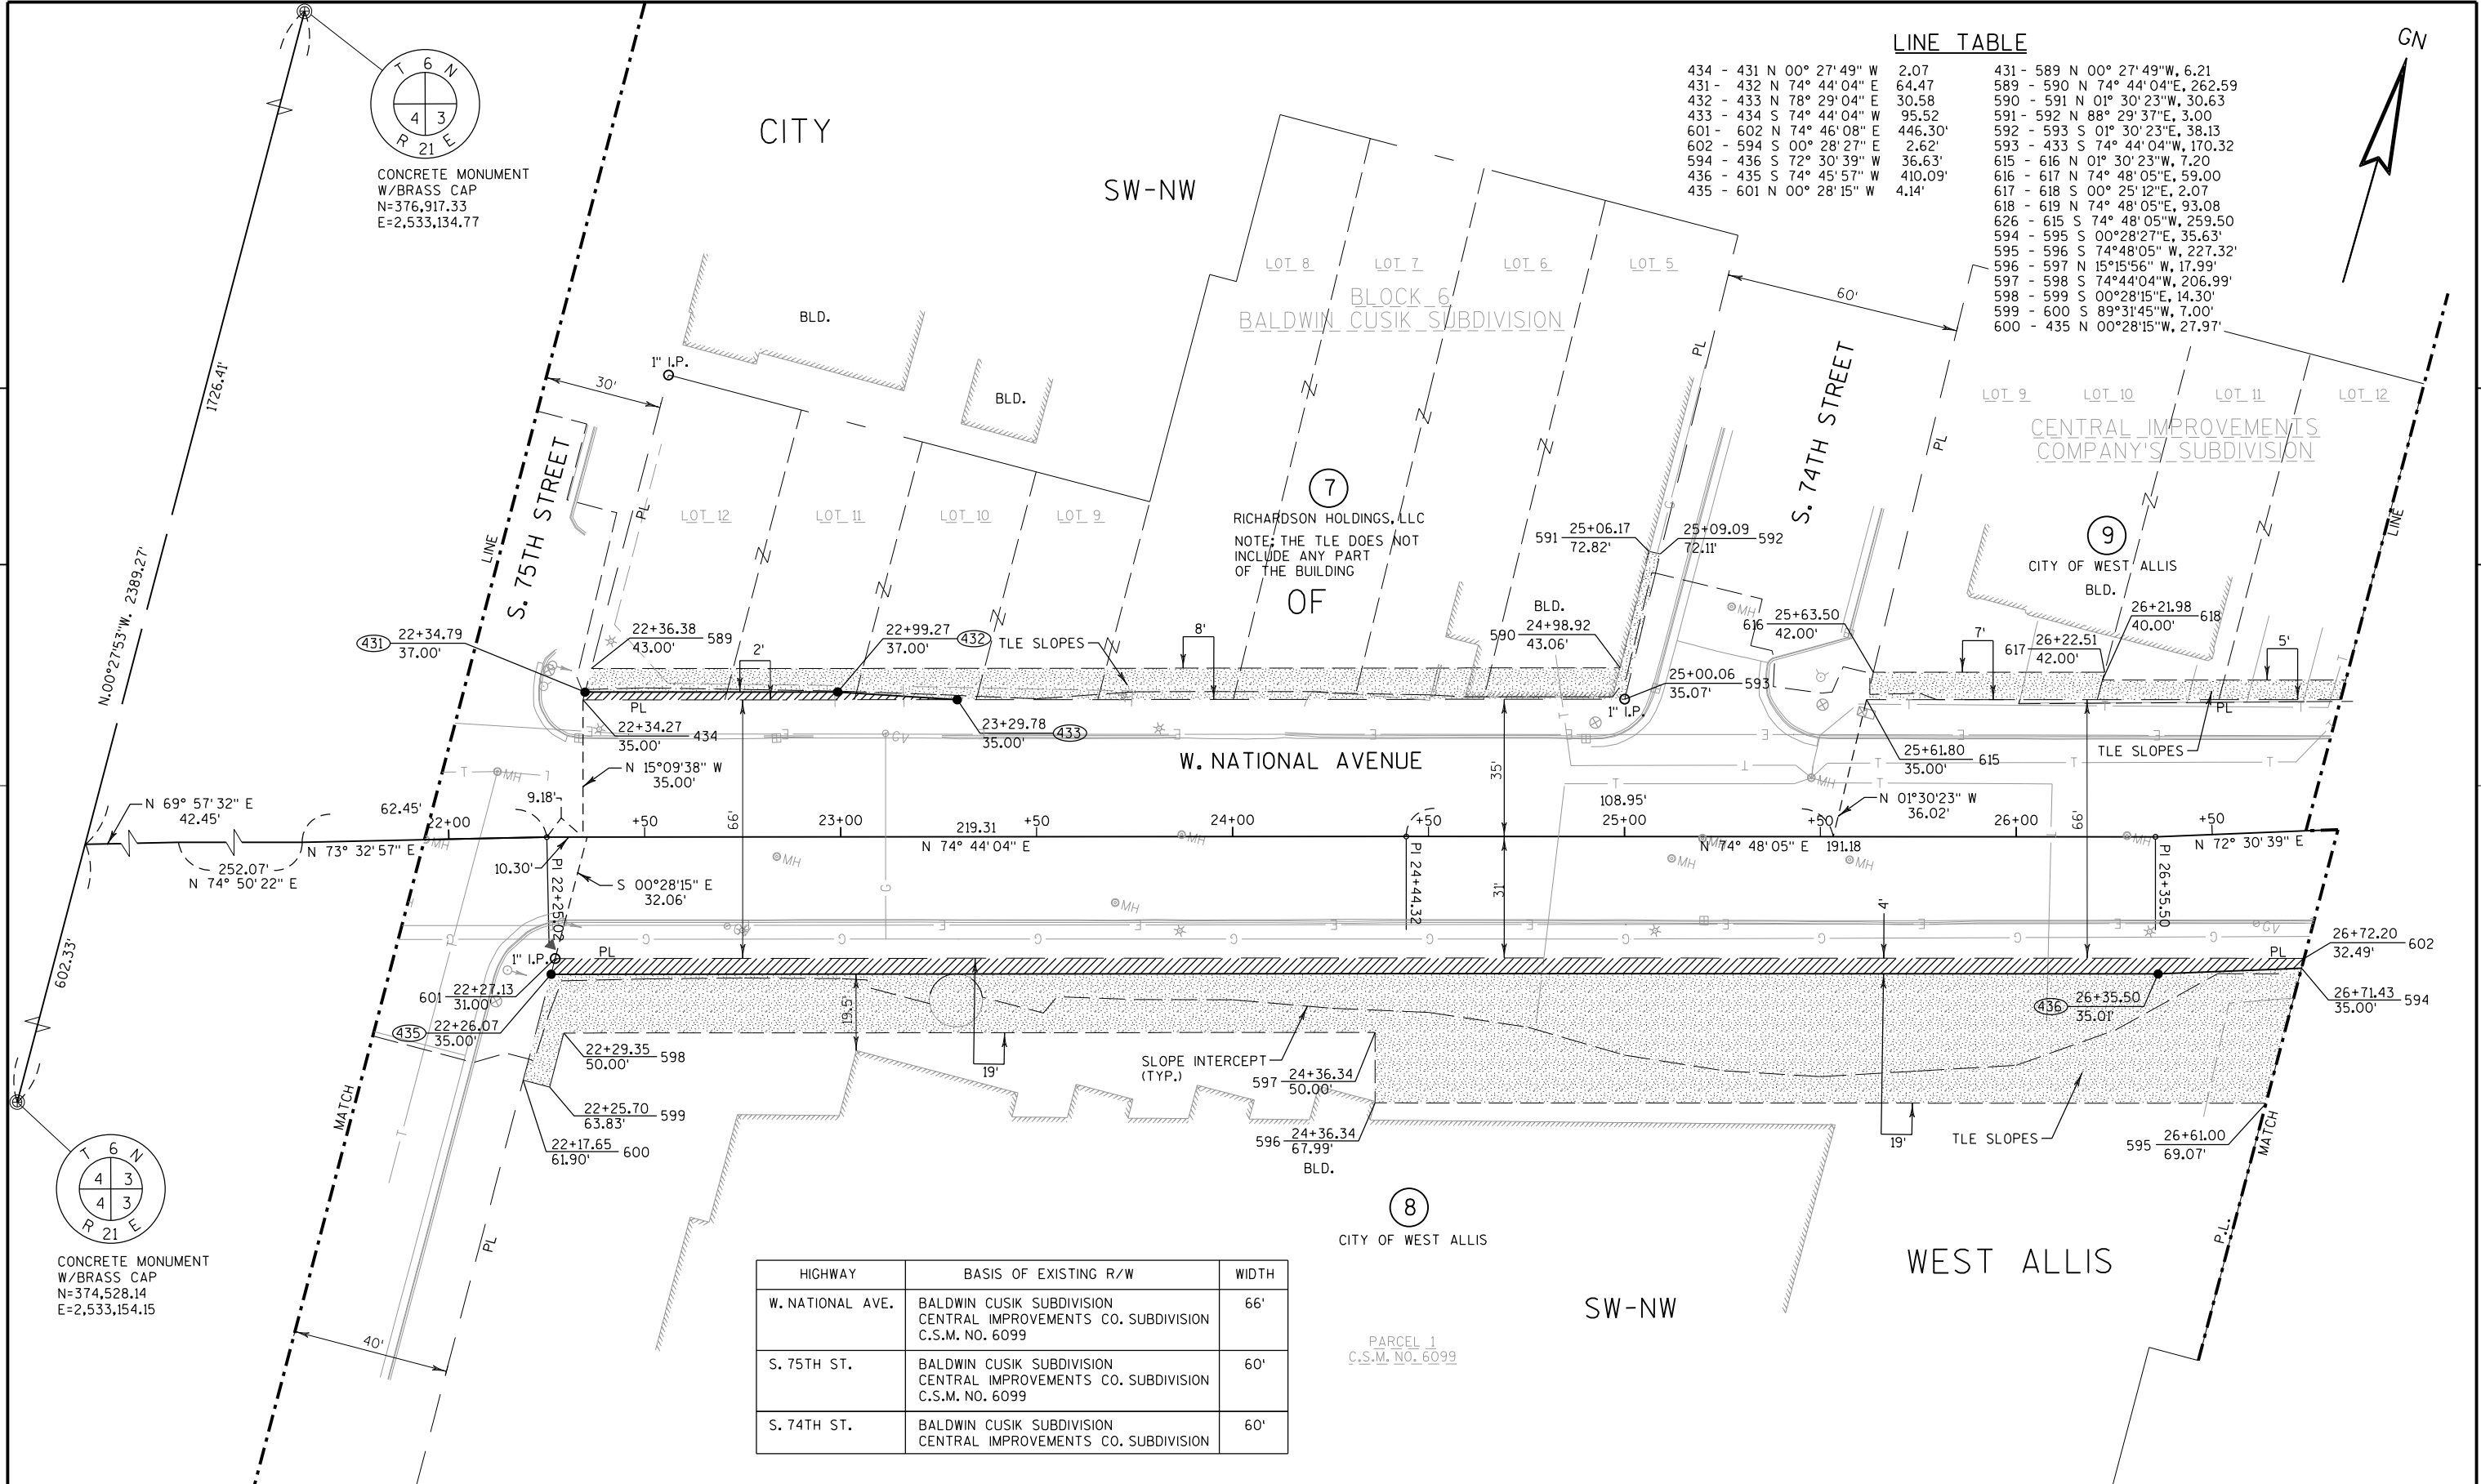 LINE TABLE
434 - 431 N 00° 27' 49" W 2.07
431 - 432 N 74° 44' 04" E 64.47
432 - 433 N 78° 29' 04" E 30.58
433 - 434 S 74° 44' 04" W 95.52
601 - 602 N 74° 46' 08" E 446.30'
602 - 594 S 00° 28' 27" E 2.62'
594 - 436 S 72° 30' 39" W 36.63'
436 - 435 S 74° 45' 57" W 410.09'
435 - 601 N 00° 28' 15" W 4.14'
431 - 589 N 00° 27' 49"W, 6.21
589 - 590 N 74° 44' 04"E, 262.59
590 - 591 N 01° 30' 23"W, 30.63
591 - 592 N 88° 29' 37"E, 3.00
592 - 593 S 01° 30' 23"E, 38.13
593 - 433 S 74° 44' 04"W, 170.32
615 - 616 N 01° 30' 23"W, 7.20
616 - 617 N 74° 48' 05"E, 59.00
617 - 618 S 00° 25' 12"E, 2.07
618 - 619 N 74° 48' 05"E, 93.08
626 - 615 S 74° 48' 05"W, 259.50
594 - 595 S 00°28'27"E, 35.63'
595 - 596 S 74°48'05" W, 227.32'
596 - 597 N 15°15'56" W, 17.99'
597 - 598 S 74°44'04"W, 206.99'
598 - 599 S 00°28'15"E, 14.30'
599 - 600 S 89°31'45"W, 7.00'
600 - 435 N 00°28'15"W, 27.97'
GN
T 6 N
4 3
R 21 E
CONCRETE MONUMENT
W/BRASS CAP
N=376,917.33
E=2,533,134.77
CITY
SW-NW
LOT 8
LOT 7
LOT 6
LOT 5
BLOCK 6
BALDWIN CUSIK SUBDIVISION
60'
BLD.
BLD.
1" I.P.
30'
PL
PL
S. 74TH STREET
LOT 9
LOT 10
LOT 11
LOT 12
CENTRAL IMPROVEMENTS
COMPANY'S SUBDIVISION
1726.41'
N.00°27'53"W. 2389.27'
602.33'
LINE
S. 75TH STREET
PL
LOT 12
LOT 11
LOT 10
LOT 9
7
RICHARDSON HOLDINGS, LLC
NOTE: THE TLE DOES NOT
INCLUDE ANY PART
OF THE BUILDING
OF
591 25+06.17
72.82'
25+09.09 592
72.11'
9
CITY OF WEST ALLIS
BLD.
LINE
431 22+34.79
37.00'
22+36.38 589
43.00'
2'
22+99.27 432
37.00'
TLE SLOPES
8'
BLD.
590 24+98.92
43.06'
MH
25+63.50
616 42.00'
7'
26+22.51
617 42.00'
26+21.98 618
40.00'
5'
25+00.06 593
35.07'
1" I.P.
PL
22+34.27 434
35.00'
23+29.78 433
35.00'
25+61.80 615
35.00'
PL
TLE SLOPES
N 15°09'38" W
35.00'
W. NATIONAL AVENUE
35'
MH
GV
MH
N 01°30'23" W
36.02'
N 69° 57' 32" E
42.45'
62.45'
9.18'
108.95'
22+00
+50
66'
23+00
+50
24+00
+50
25+00
+50
26+00
66'
+50
252.07'
N 74° 50' 22" E
N 73° 32' 57" E
MH
219.31
N 74° 44' 04" E
MH
MH
N 74° 48' 05" E 191.18
MH
N 72° 30' 39" E
10.30'
PI 22+25.02
S 00°28'15" E
32.06'
MH
MH
PI 24+44.32
31'
MH
MH
4'
PI 26+35.50
GV
GV
1" I.P.
PL
PL
26+72.20 602
32.49'
601 22+27.13
31.00'
435 22+26.07
35.00'
19.5'
436 26+35.50
35.01'
26+71.43 594
35.00'
22+29.35 598
50.00'
19'
SLOPE INTERCEPT
(TYP.)
597 24+36.34
50.00'
22+25.70 599
63.83'
22+17.65 600
61.90'
596 24+36.34
67.99'
BLD.
19'
TLE SLOPES
595 26+61.00
69.07'
MATCH
MATCH
P.L.
PL
T 6 N
4 3
4 3
R 21 E
CONCRETE MONUMENT
W/BRASS CAP
N=374,528.14
E=2,533,154.15
40'
8
CITY OF WEST ALLIS
WEST ALLIS
SW-NW
PARCEL 1
C.S.M. NO. 6099
HIGHWAY BASIS OF EXISTING R/W WIDTH
W. NATIONAL AVE. BALDWIN CUSIK SUBDIVISION 66'
CENTRAL IMPROVEMENTS CO. SUBDIVISION
C.S.M. NO. 6099
S. 75TH ST. BALDWIN CUSIK SUBDIVISION 60'
CENTRAL IMPROVEMENTS CO. SUBDIVISION
C.S.M. NO. 6099
S. 74TH ST. BALDWIN CUSIK SUBDIVISION 60'
CENTRAL IMPROVEMENTS CO. SUBDIVISION